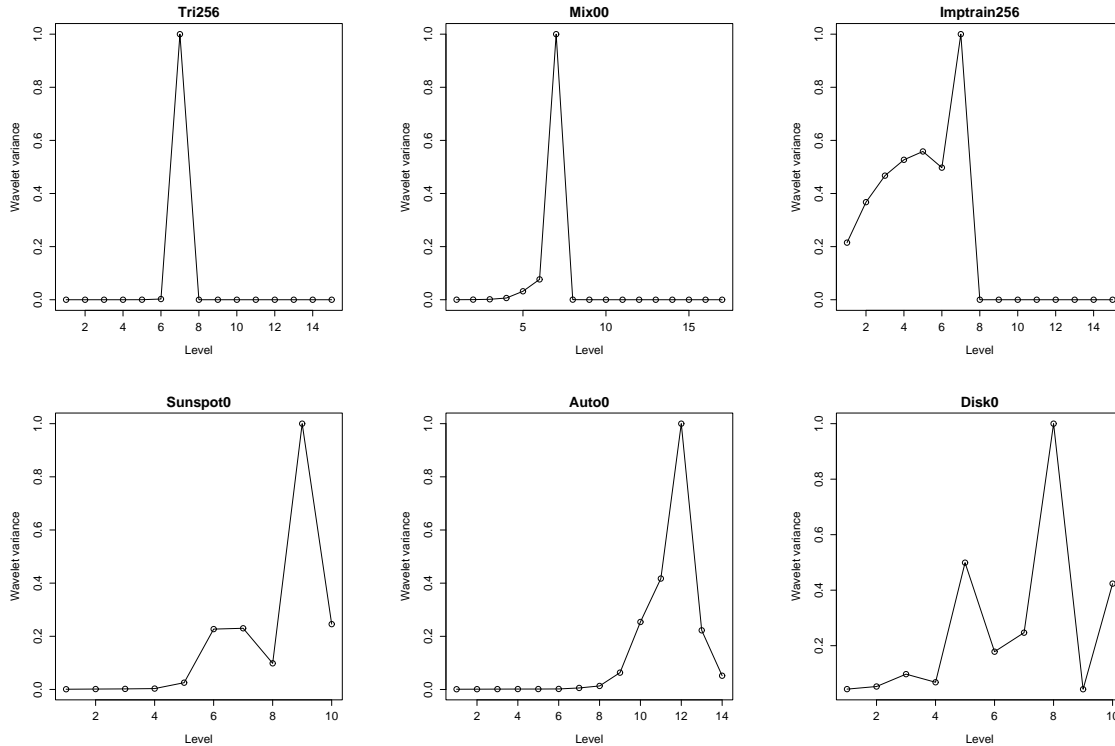 Tri256
Wavelet variance
0.0 0.2 0.4 0.6 0.8 1.0
2 4 6 8 10 12 14
Level
Mix00
Wavelet variance
0.0 0.2 0.4 0.6 0.8 1.0
5 10 15
Level
Imptrain256
Wavelet variance
0.0 0.2 0.4 0.6 0.8 1.0
2 4 6 8 10 12 14
Level
Sunspot0
Wavelet variance
0.0 0.2 0.4 0.6 0.8 1.0
2 4 6 8 10
Level
Auto0
Wavelet variance
0.0 0.2 0.4 0.6 0.8 1.0
2 4 6 8 10 12 14
Level
Disk0
Wavelet variance
0.2 0.4 0.6 0.8 1.0
2 4 6 8 10
Level